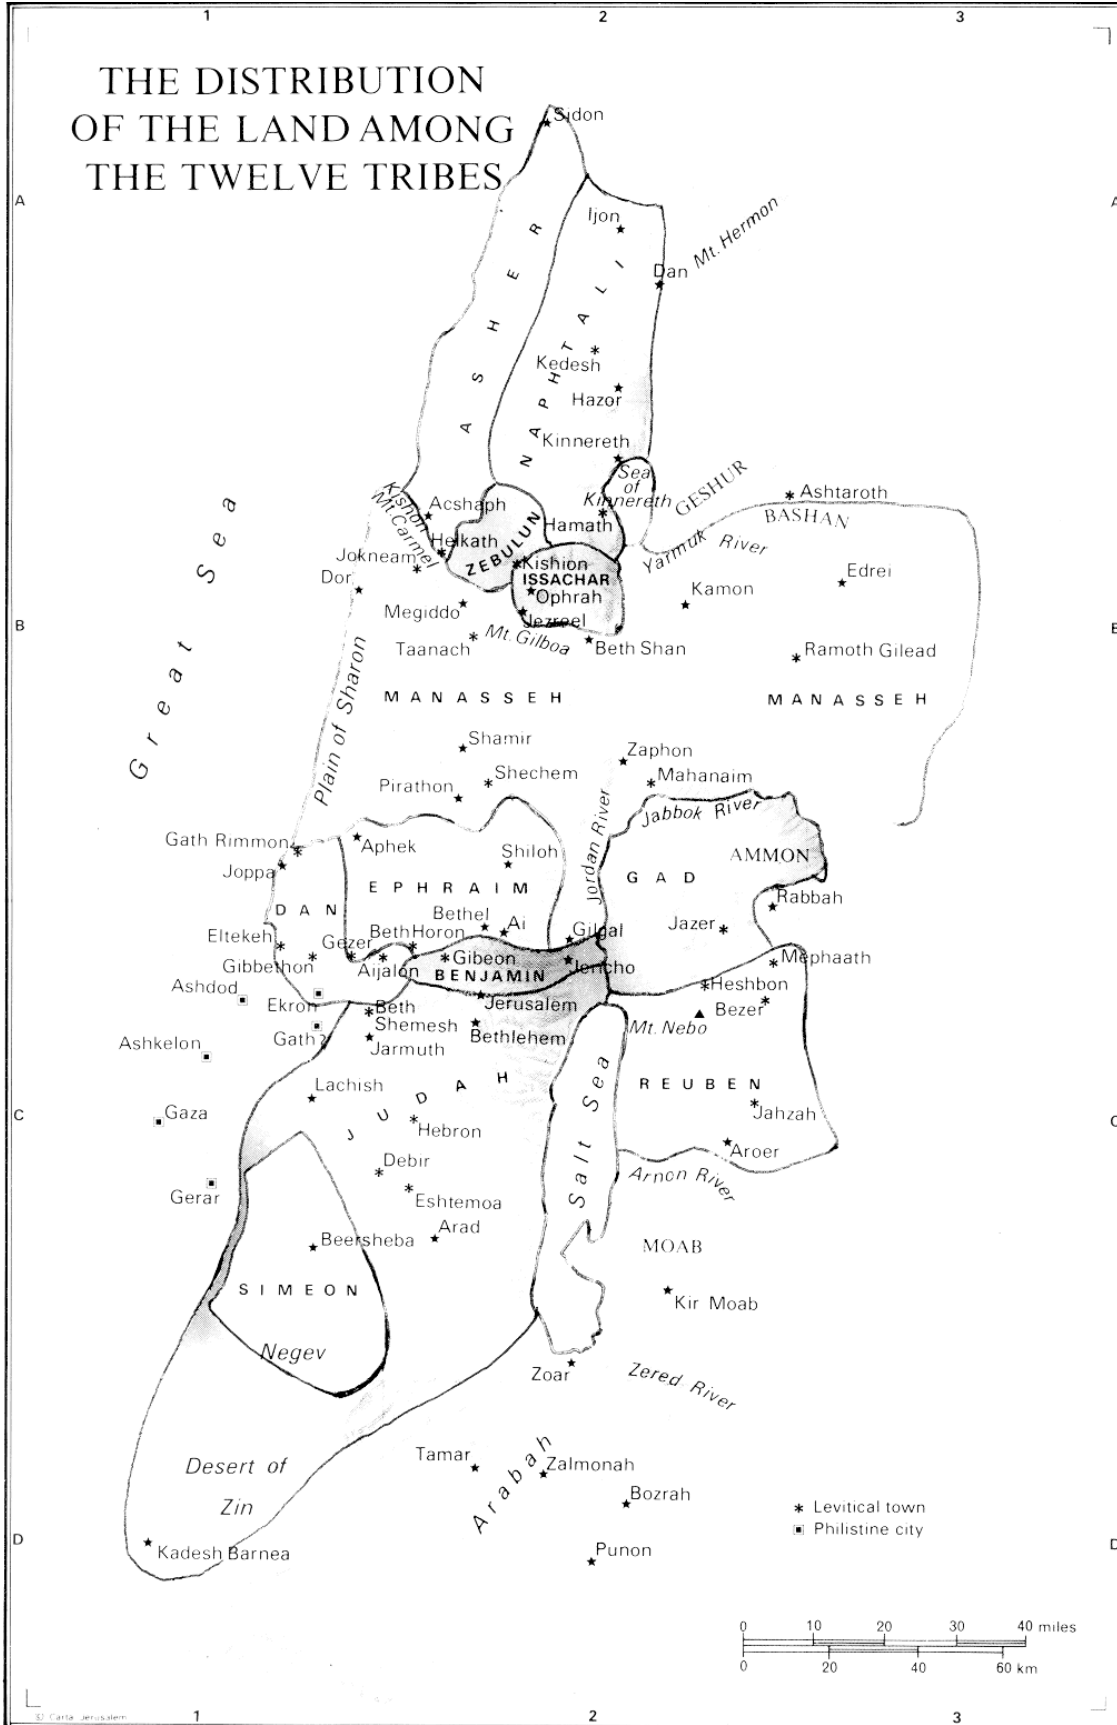 1 2 3
THE DISTRIBUTION
OF THE LAND AMONG
THE TWELVE TRIBES
Sidon
A A
Ijon
Mt. Hermon
Dan
ASHER
NAPHTALI
Kedesh
Hazor
Kinnereth
Sea
of
Kinnereth
GESHUR
Ashtaroth
BASHAN
Kishon
Mt. Carmel
Acshaph
Hamath
Helkath
ZEBULUN
Yarmuk River
Jokneam
Kishion
ISSACHAR
Edrei
Dor
Ophrah
Kamon
Megiddo
Jezreel
Great Sea
B B
Mt. Gilboa
Taanach
Beth Shan
Ramoth Gilead
Plain of Sharon
MANASSEH
MANASSEH
Shamir
Zaphon
Shechem
Mahanaim
Pirathon
Jordan River
Jabbok River
Gath Rimmon
Aphek
Shiloh
AMMON
Joppa
EPHRAIM
GAD
Rabbah
DAN
Bethel
Ai
Beth Horon
Gilgal
Jazer
Eltekeh
Gezer
Gibbethon
Aijalon
Gibeon
BENJAMIN
Jericho
Mephaath
Ashdod
Ekron
Heshbon
Beth
Shemesh
Jerusalem
Bezer
Mt. Nebo
Gath?
Bethlehem
Ashkelon
Jarmuth
Lachish
JUDAH
REUBEN
Salt Sea
Jahzah
C C
Gaza
Hebron
Aroer
Debir
Arnon River
Gerar
Eshtemoa
Arad
Beersheba
MOAB
SIMEON
Kir Moab
Negev
Zoar
Zered River
Tamar
Arabah
Zalmonah
Desert of
Zin
Bozrah
* Levitical town
Philistine city
D D
Kadesh Barnea
Punon
0 10 20 30 40 miles
0 20 40 60 km
© Carta Jerusalem
1 2 3